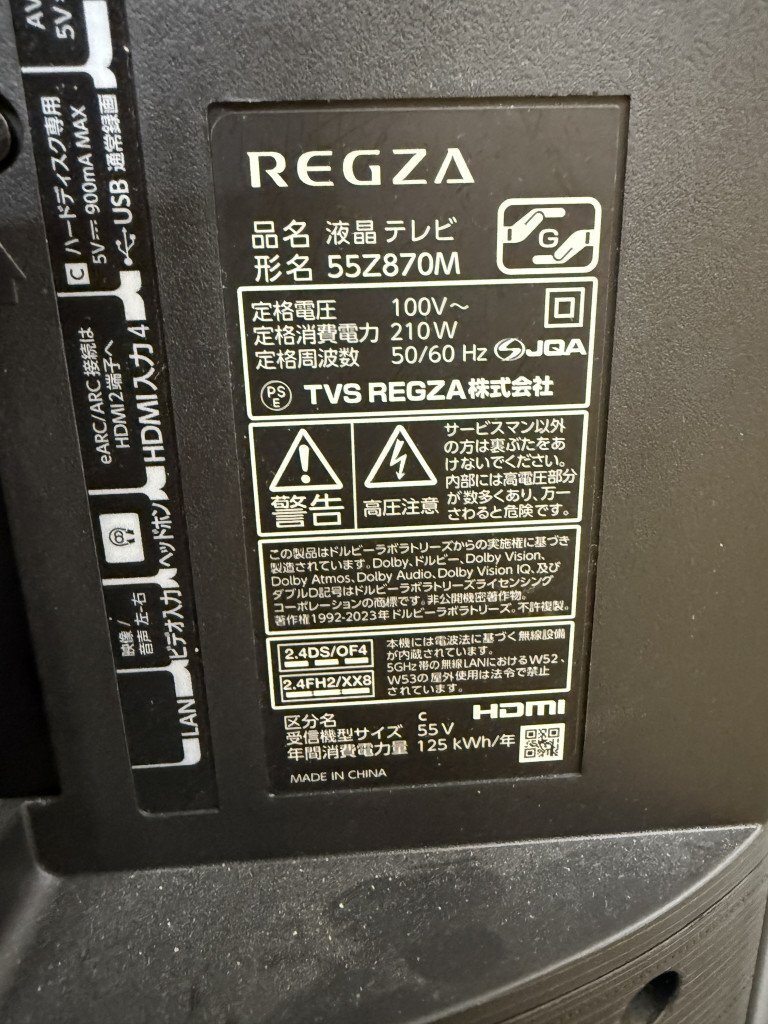 AV
5V
C ハードディスク専用
5V⎓900mA MAX
USB 通常録画
eARC/ARC 接続は
HDMI 2 端子へ
HDMI 入力 4
ヘッドホン
映像/
音声 左-右
ビデオ入力
LAN
REGZA
品名 液晶 テレビ
形名 55Z870M
G
定格電圧 100V～
定格消費電力 210W
定格周波数 50/60 Hz JQA
PSE TVS REGZA株式会社
警告
高圧注意
サービスマン以外
の方は裏ぶたをあ
けないでください。
内部には高電圧部分
が数多くあり、万一
さわると危険です。
この製品はドルビーラボラトリーズからの実施権に基づき
製造されています。Dolby、ドルビー、Dolby Vision、
Dolby Atmos、Dolby Audio、Dolby Vision IQ、及び
ダブルD記号はドルビーラボラトリーズライセンシング
コーポレーションの商標です。非公開機密著作物。
著作権1992-2023年ドルビーラボラトリーズ。不許複製。
2.4DS/OF4
2.4FH2/XX8
本機には電波法に基づく無線設備
が内蔵されています。
5GHz 帯の無線LANにおけるW52、
W53の屋外使用は法令で禁止
されています。
区分名 c HDMI
受信機型サイズ 55 V
年間消費電力量 125 kWh/年
MADE IN CHINA